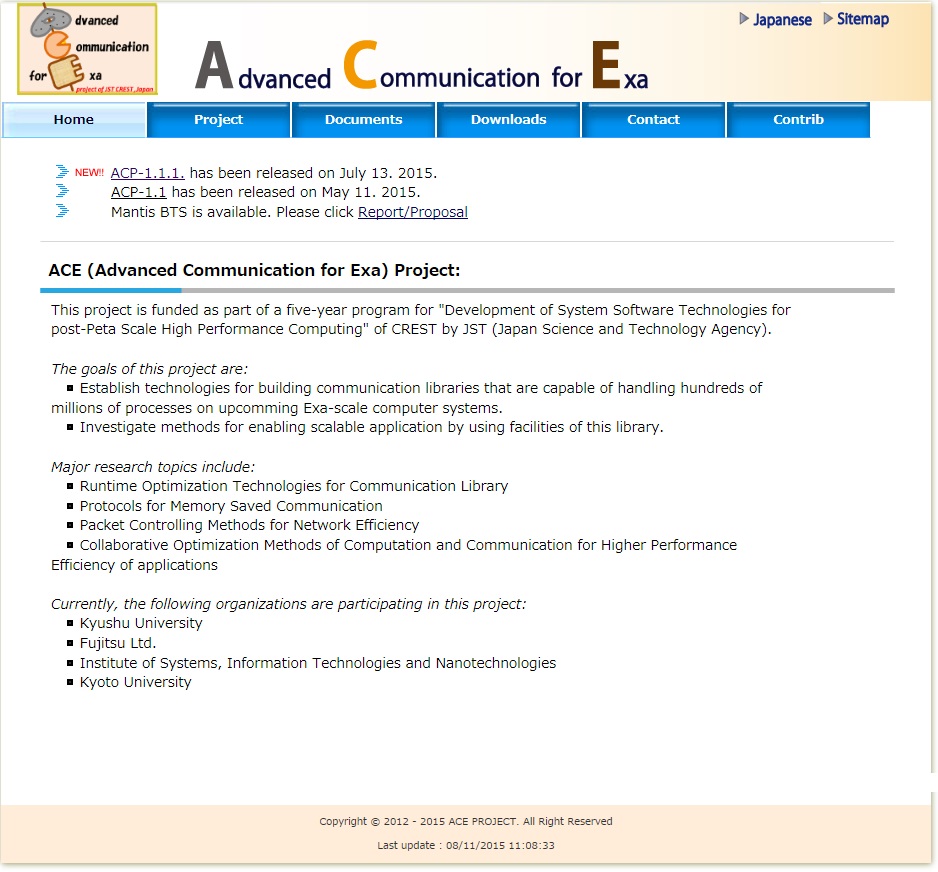 dvanced
ommunication
for E xa
project of JST CREST, Japan
Advanced Communication for Exa
Japanese Sitemap
Home Project Documents Downloads Contact Contrib
NEW!! ACP-1.1.1. has been released on July 13. 2015.
ACP-1.1 has been released on May 11. 2015.
Mantis BTS is available. Please click Report/Proposal
ACE (Advanced Communication for Exa) Project:
This project is funded as part of a five-year program for "Development of System Software Technologies for
post-Peta Scale High Performance Computing" of CREST by JST (Japan Science and Technology Agency).
The goals of this project are:
Establish technologies for building communication libraries that are capable of handling hundreds of
millions of processes on upcomming Exa-scale computer systems.
Investigate methods for enabling scalable application by using facilities of this library.
Major research topics include:
Runtime Optimization Technologies for Communication Library
Protocols for Memory Saved Communication
Packet Controlling Methods for Network Efficiency
Collaborative Optimization Methods of Computation and Communication for Higher Performance
Efficiency of applications
Currently, the following organizations are participating in this project:
Kyushu University
Fujitsu Ltd.
Institute of Systems, Information Technologies and Nanotechnologies
Kyoto University
Copyright © 2012 - 2015 ACE PROJECT. All Right Reserved
Last update : 08/11/2015 11:08:33